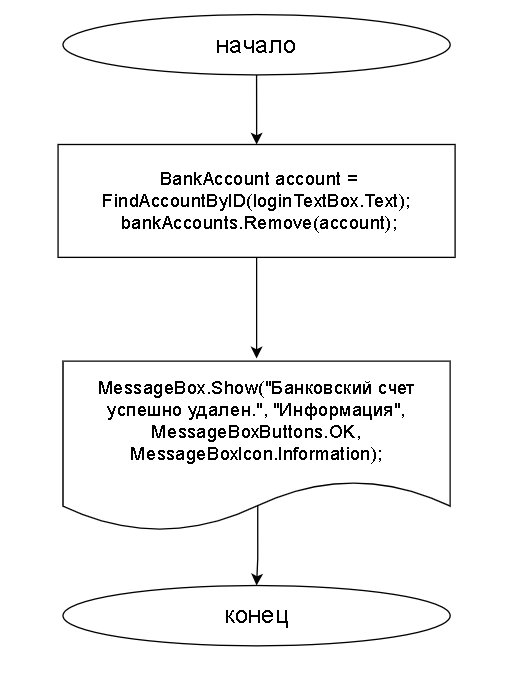 начало
BankAccount account =
FindAccountByID(loginTextBox.Text);
bankAccounts.Remove(account);
MessageBox.Show("Банковский счет
успешно удален.", "Информация",
MessageBoxButtons.OK,
MessageBoxIcon.Information);
конец